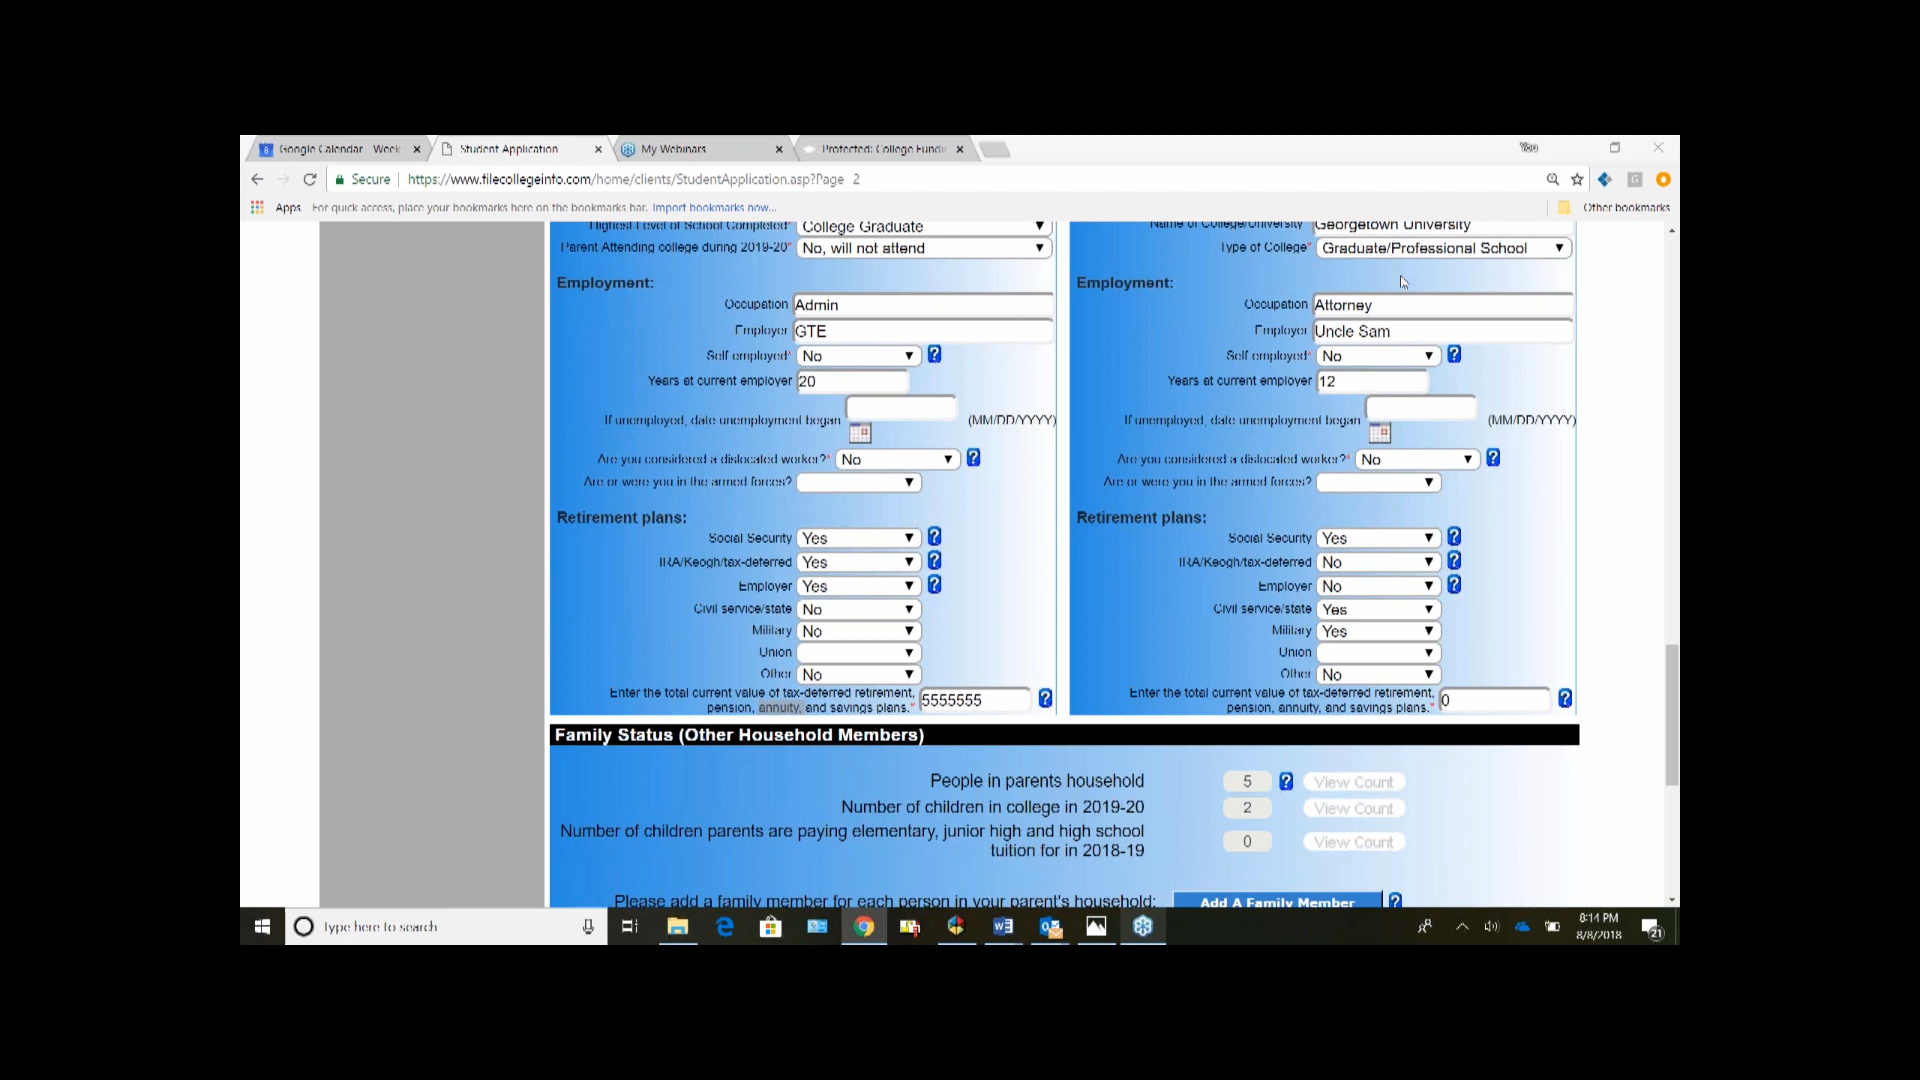 Google Calendar - Week
Student Application
My Webinars
Protected: College Fundi
You
Secure | https://www.filecollegeinfo.com/home/clients/StudentApplication.asp?Page 2
Apps For quick access, place your bookmarks here on the bookmarks bar. Import bookmarks now... Other bookmarks
Highest Level of School Completed* College Graduate Name of College/University Georgetown University
Parent Attending college during 2019-20* No, will not attend Type of College* Graduate/Professional School
Employment: Employment:
Occupation Admin Occupation Attorney
Employer GTE Employer Uncle Sam
Self employed* No ? Self employed* No ?
Years at current employer 20 Years at current employer 12
If unemployed, date unemployment began (MM/DD/YYYY) If unemployed, date unemployment began (MM/DD/YYYY)
Are you considered a dislocated worker?* No ? Are you considered a dislocated worker?* No ?
Are or were you in the armed forces? Are or were you in the armed forces?
Retirement plans: Retirement plans:
Social Security Yes ? Social Security Yes ?
IRA/Keogh/tax-deferred Yes ? IRA/Keogh/tax-deferred No ?
Employer Yes ? Employer No ?
Civil service/state No Civil service/state Yes
Military No Military Yes
Union Union
Other No Other No
Enter the total current value of tax-deferred retirement, 5555555 ? Enter the total current value of tax-deferred retirement, 0 ?
pension, annuity, and savings plans.* pension, annuity, and savings plans.*
Family Status (Other Household Members)
People in parents household 5 ? View Count
Number of children in college in 2019-20 2 View Count
Number of children parents are paying elementary, junior high and high school 0 View Count
tuition for in 2018-19
Please add a family member for each person in your parent's household: Add A Family Member ?
Type here to search
8:14 PM
8/8/2018
21